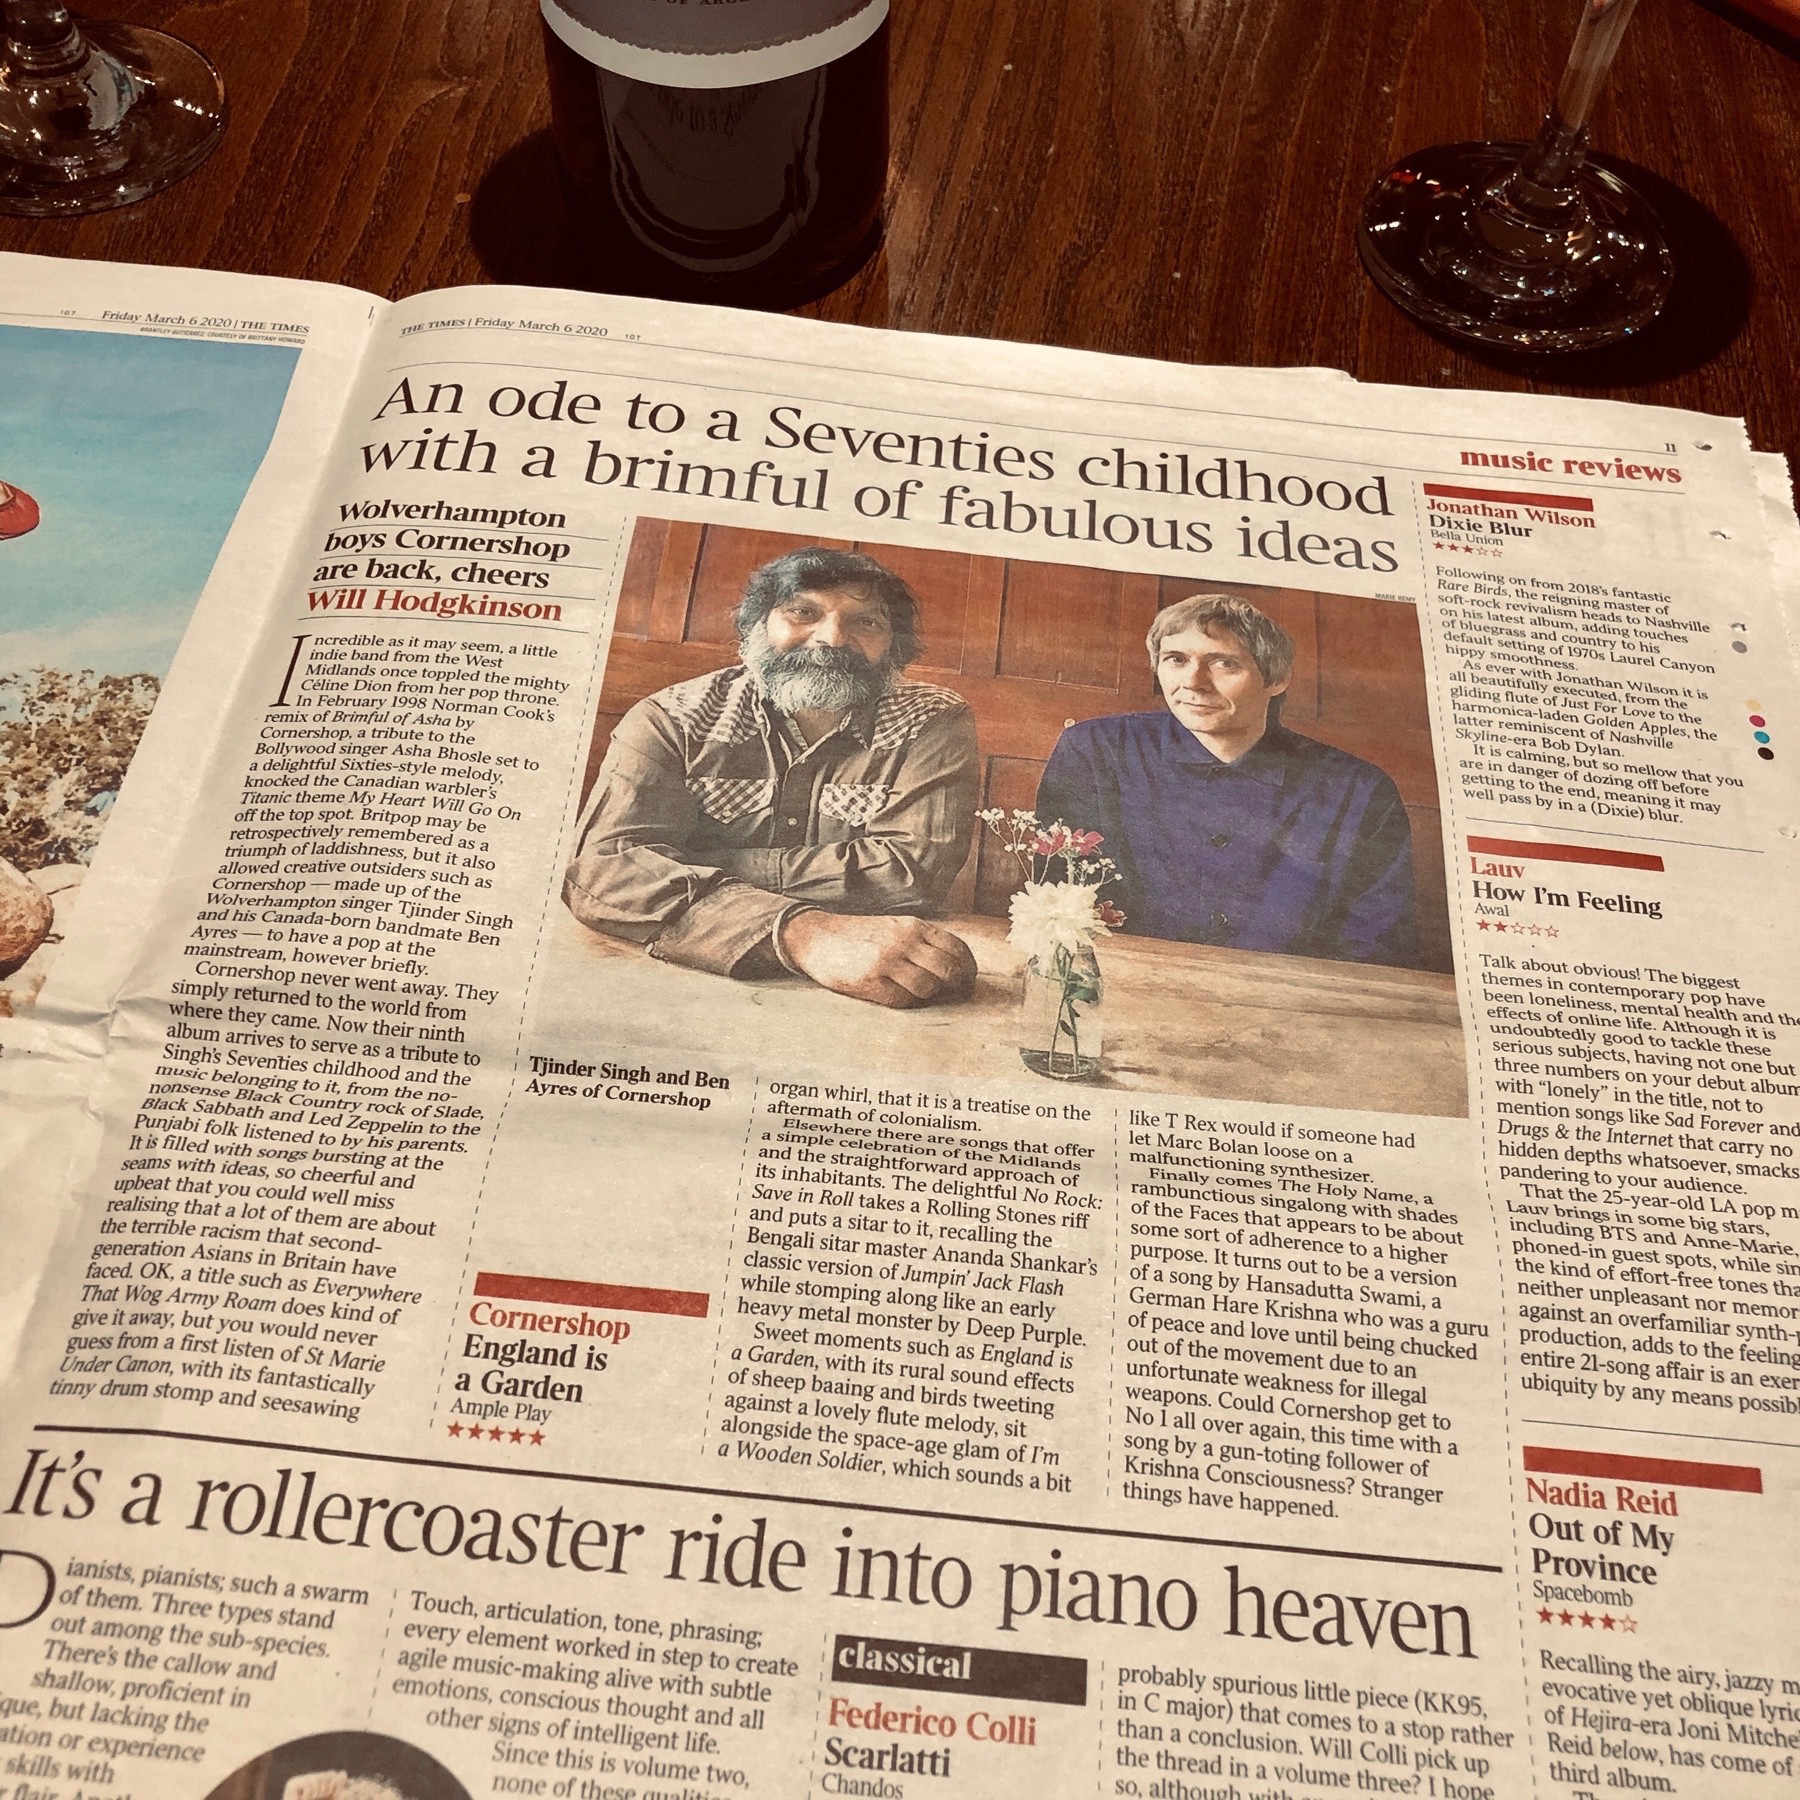 OF
107
Friday March 6 2020 | THE TIMES
BRANTLEY GUTIERREZ; COURTESY OF BRITTANY HOWARD
THE TIMES | Friday March 6 2020
1GT
11
An ode to a Seventies childhood
with a brimful of fabulous ideas
Wolverhampton
boys Cornershop
are back, cheers
Will Hodgkinson
Incredible as it may seem, a little
indie band from the West
Midlands once toppled the mighty
Céline Dion from her pop throne.
In February 1998 Norman Cook's
remix of Brimful of Asha by
Cornershop, a tribute to the
Bollywood singer Asha Bhosle set to
a delightful Sixties-style melody,
knocked the Canadian warbler's
Titanic theme My Heart Will Go On
off the top spot. Britpop may be
retrospectively remembered as a
triumph of laddishness, but it also
allowed creative outsiders such as
Cornershop — made up of the
Wolverhampton singer Tjinder Singh
and his Canada-born bandmate Ben
Ayres — to have a pop at the
mainstream, however briefly.
Cornershop never went away. They
simply returned to the world from
where they came. Now their ninth
album arrives to serve as a tribute to
Singh's Seventies childhood and the
music belonging to it, from the no-
nonsense Black Country rock of Slade,
Black Sabbath and Led Zeppelin to the
Punjabi folk listened to by his parents.
It is filled with songs bursting at the
seams with ideas, so cheerful and
upbeat that you could well miss
realising that a lot of them are about
the terrible racism that second-
generation Asians in Britain have
faced. OK, a title such as Everywhere
That Wog Army Roam does kind of
give it away, but you would never
guess from a first listen of St Marie
Under Canon, with its fantastically
tinny drum stomp and seesawing
MARIE REMY
Tjinder Singh and Ben
Ayres of Cornershop
Cornershop
England is
a Garden
Ample Play
★★★★★
organ whirl, that it is a treatise on the
aftermath of colonialism.
Elsewhere there are songs that offer
a simple celebration of the Midlands
and the straightforward approach of
its inhabitants. The delightful No Rock:
Save in Roll takes a Rolling Stones riff
and puts a sitar to it, recalling the
Bengali sitar master Ananda Shankar's
classic version of Jumpin' Jack Flash
while stomping along like an early
heavy metal monster by Deep Purple.
Sweet moments such as England is
a Garden, with its rural sound effects
of sheep baaing and birds tweeting
against a lovely flute melody, sit
alongside the space-age glam of I'm
a Wooden Soldier, which sounds a bit
like T Rex would if someone had
let Marc Bolan loose on a
malfunctioning synthesizer.
Finally comes The Holy Name, a
rambunctious singalong with shades
of the Faces that appears to be about
some sort of adherence to a higher
purpose. It turns out to be a version
of a song by Hansadutta Swami, a
German Hare Krishna who was a guru
of peace and love until being chucked
out of the movement due to an
unfortunate weakness for illegal
weapons. Could Cornershop get to
No 1 all over again, this time with a
song by a gun-toting follower of
Krishna Consciousness? Stranger
things have happened.
music reviews
Jonathan Wilson
Dixie Blur
Bella Union
★★★☆☆
Following on from 2018's fantastic
Rare Birds, the reigning master of
soft-rock revivalism heads to Nashville
on his latest album, adding touches
of bluegrass and country to his
default setting of 1970s Laurel Canyon
hippy smoothness.
As ever with Jonathan Wilson it is
all beautifully executed, from the
gliding flute of Just For Love to the
harmonica-laden Golden Apples, the
latter reminiscent of Nashville
Skyline-era Bob Dylan.
It is calming, but so mellow that you
are in danger of dozing off before
getting to the end, meaning it may
well pass by in a (Dixie) blur.
Lauv
How I'm Feeling
Awal
★★☆☆☆
Talk about obvious! The biggest
themes in contemporary pop have
been loneliness, mental health and the
effects of online life. Although it is
undoubtedly good to tackle these
serious subjects, having not one but
three numbers on your debut album
with "lonely" in the title, not to
mention songs like Sad Forever and
Drugs & the Internet that carry no
hidden depths whatsoever, smacks
pandering to your audience.
That the 25-year-old LA pop m
Lauv brings in some big stars,
including BTS and Anne-Marie,
phoned-in guest spots, while sin
the kind of effort-free tones tha
neither unpleasant nor memor
against an overfamiliar synth-p
production, adds to the feeling
entire 21-song affair is an exer
ubiquity by any means possibl
Nadia Reid
Out of My
Province
Spacebomb
★★★★☆
Recalling the airy, jazzy m
evocative yet oblique lyric
of Hejira-era Joni Mitche
Reid below, has come of
third album.
It's a rollercoaster ride into piano heaven
Pianists, pianists; such a swarm
of them. Three types stand
out among the sub-species.
There's the callow and
shallow, proficient in
que, but lacking the
ation or experience
skills with
flair.
Touch, articulation, tone, phrasing;
every element worked in step to create
agile music-making alive with subtle
emotions, conscious thought and all
other signs of intelligent life.
Since this is volume two,
none of these
classical
Federico Colli
Scarlatti
Chandos
probably spurious little piece (KK95,
in C major) that comes to a stop rather
than a conclusion. Will Colli pick up
the thread in a volume three? I hope
so, although with